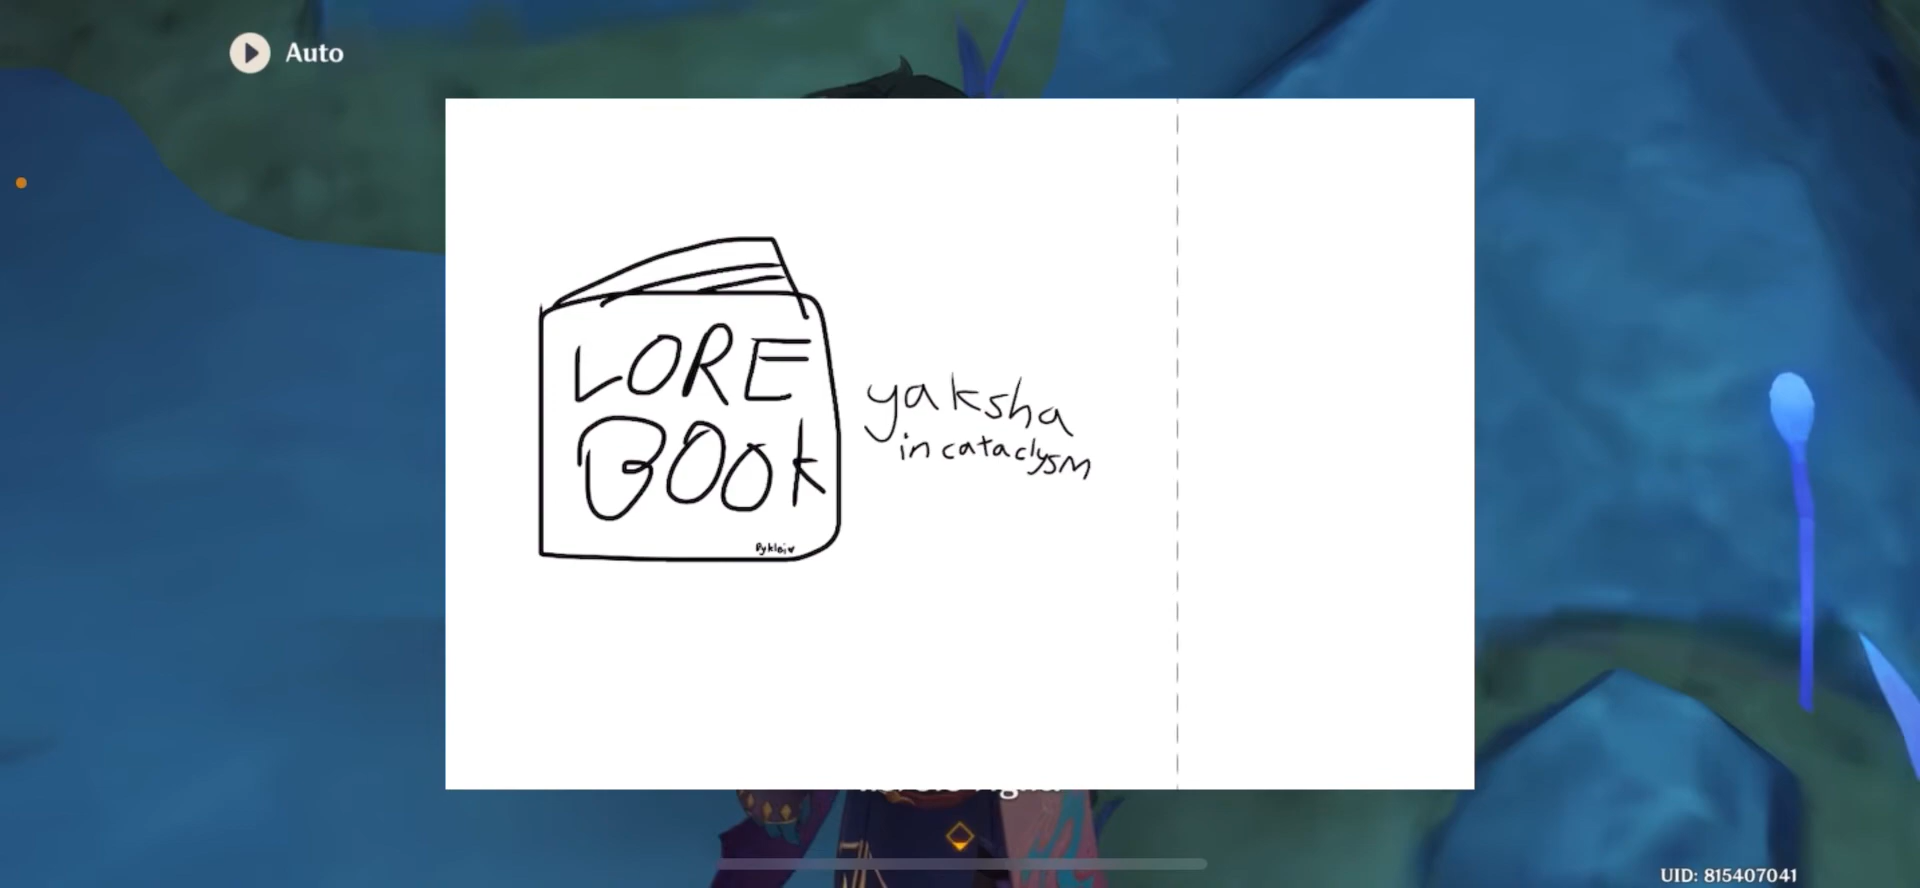 Auto
LORE
BOOK
yaksha
in cataclysm
UID: 815407041